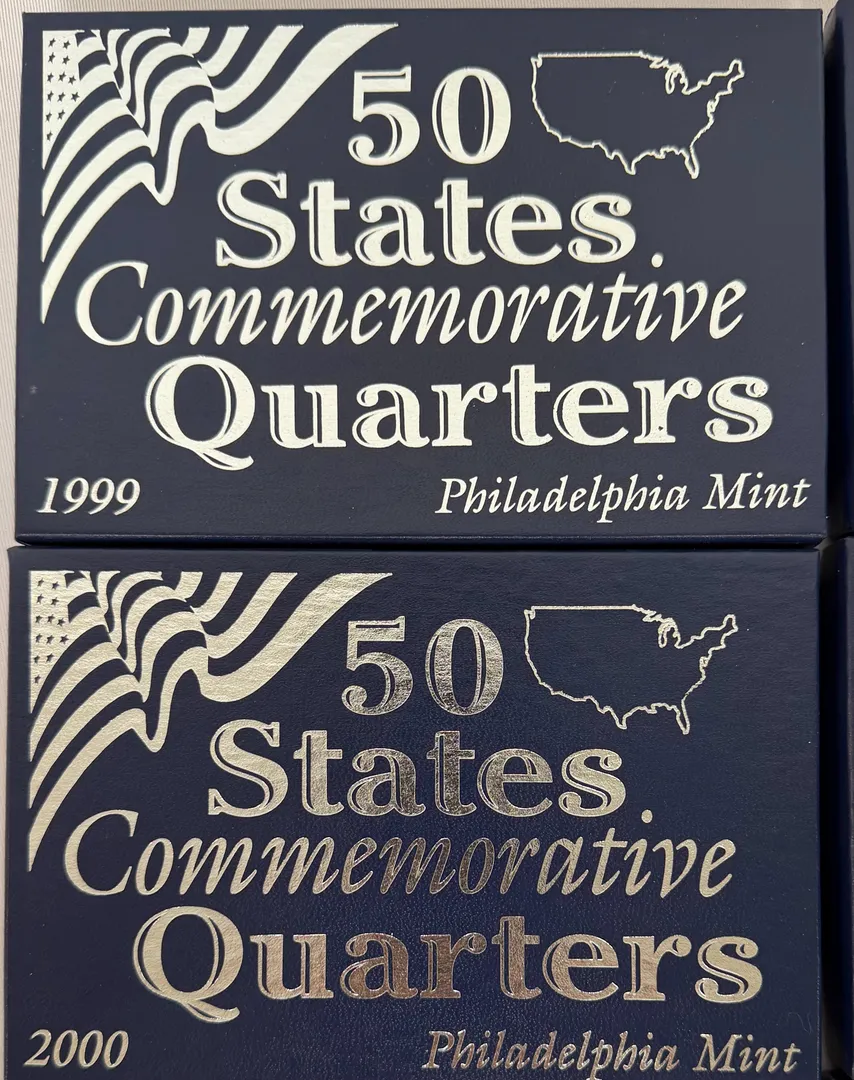 50
States
Commemorative
Quarters
1999 Philadelphia Mint
50
States
Commemorative
Quarters
2000 Philadelphia Mint